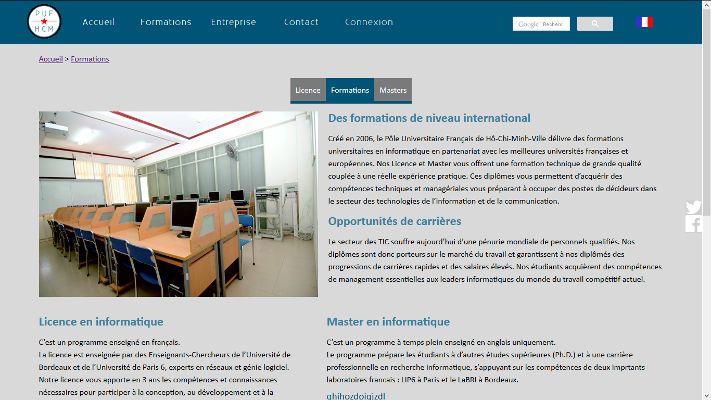 PUF
HCM
Accueil
Formations
Entreprise
Contact
Connexion
Google Recherc
Accueil > Formations
Licence
Formations
Masters
Des formations de niveau international
Créé en 2006, le Pôle Universitaire Français de Hô-Chi-Minh-Ville délivre des formations
universitaires en informatique en partenariat avec les meilleures universités françaises et
européennes. Nos Licence et Master vous offrent une formation technique de grande qualité
couplée à une réelle expérience pratique. Ces diplômes vous permettent d'acquérir des
compétences techniques et managériales vous préparant à occuper des postes de décideurs dans
le secteur des technologies de l'information et de la communication.
Opportunités de carrières
Le secteur des TIC souffre aujourd'hui d'une pénurie mondiale de personnels qualifiés. Nos
diplômes sont donc porteurs sur le marché du travail et garantissent à nos diplômés des
progressions de carrières rapides et des salaires élevés. Nos étudiants acquièrent des compétences
de management essentielles aux leaders informatiques du monde du travail compétitif actuel.
Licence en informatique
C'est un programme enseigné en français.
La licence est enseignée par des Enseignants-Chercheurs de l'Université de
Bordeaux et de l'Université de Paris 6, experts en réseaux et génie logiciel.
Notre licence vous apporte en 3 ans les compétences et connaissances
nécessaires pour participer à la conception, au développement et à la
Master en informatique
C'est un programme à temps plein enseigné en anglais uniquement.
Le programme prépare les étudiants à d'autres études supérieures (Ph.D.) et à une carrière
professionnelle en recherche informatique, s'appuyant sur les compétences de deux imprtants
laboratoires francais : LIP6 à Paris et le LaBRI à Bordeaux.
ghihozdoigjzdl